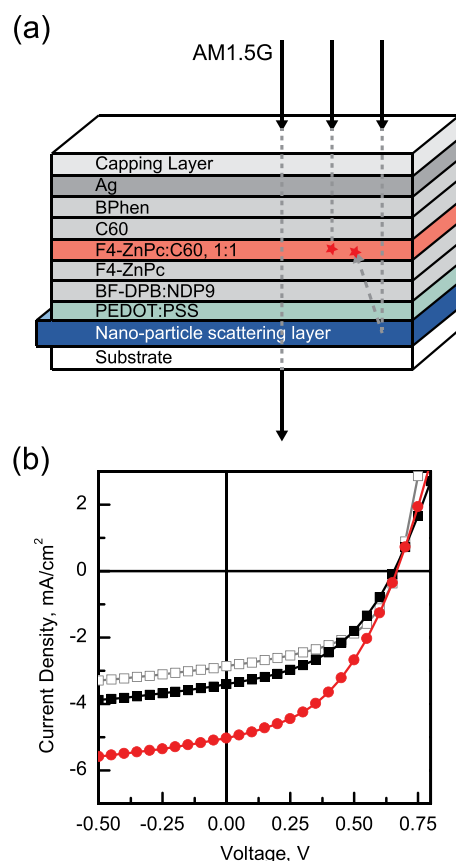 (a)
AM1.5G
Capping Layer
Ag
BPhen
C60
F4-ZnPc:C60, 1:1
F4-ZnPc
BF-DPB:NDP9
PEDOT:PSS
Nano-particle scattering layer
Substrate
(b)
Current Density, mA/cm²
2
0
-2
-4
-6
-0.50 -0.25 0.00 0.25 0.50 0.75
Voltage, V